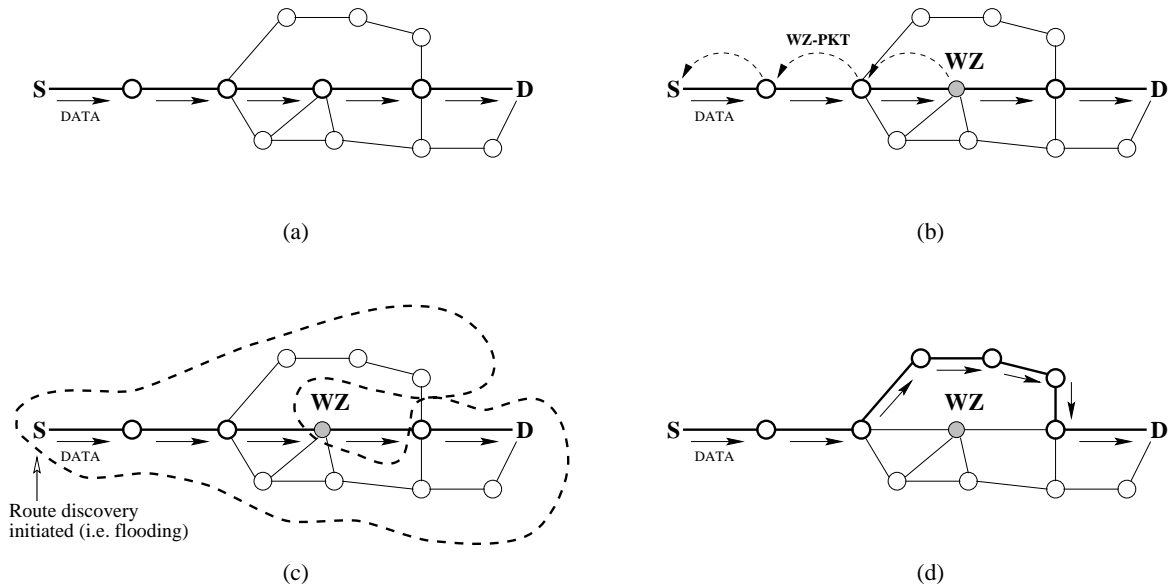 S
D
DATA
(a)
WZ-PKT
WZ
S
D
DATA
(b)
WZ
S
D
DATA
Route discovery
initiated (i.e. flooding)
(c)
WZ
S
D
DATA
(d)